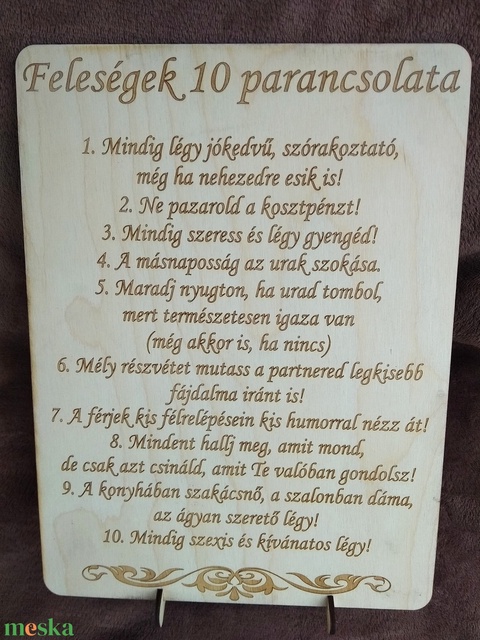 Feleségek 10 parancsolata
1. Mindig légy jókedvű, szórakoztató,
még ha nehezedre esik is!
2. Ne pazarold a kosztpénzt!
3. Mindig szeress és légy gyengéd!
4. A másnaposság az urak szokása.
5. Maradj nyugton, ha urad tombol,
mert természetesen igaza van
(még akkor is, ha nincs)
6. Mély részvétet mutass a partnered legkisebb
fájdalma iránt is!
7. A férjek kis félrelépésein kis humorral nézz át!
8. Mindent hallj meg, amit mond,
de csak azt csináld, amit Te valóban gondolsz!
9. A konyhában szakácsnő, a szalonban dáma,
az ágyan szerető légy!
10. Mindig szexis és kívánatos légy!
meska